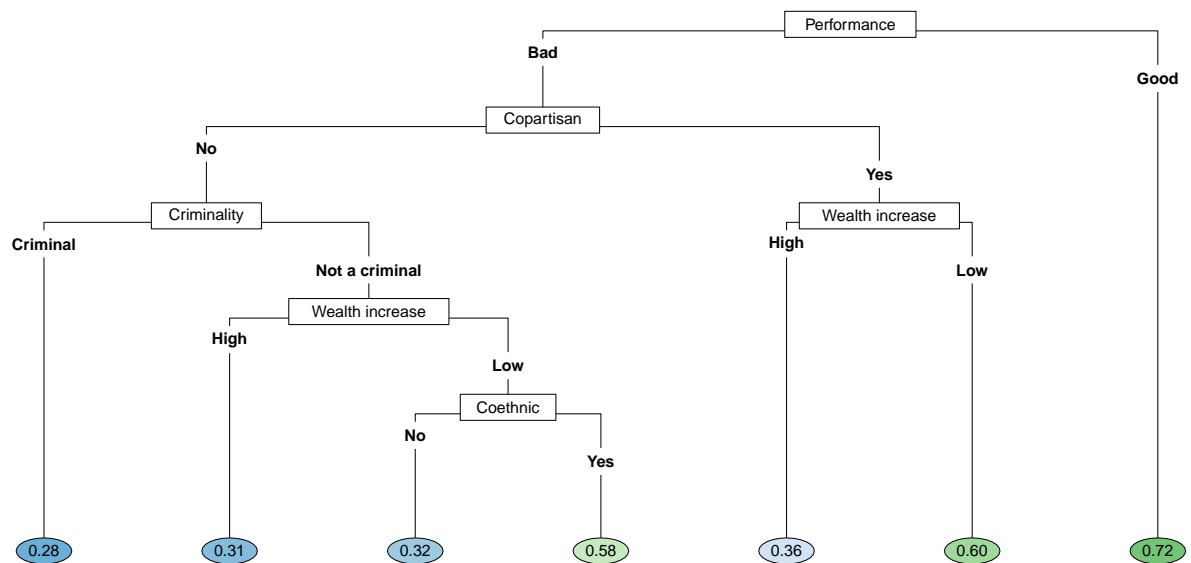 Performance
Bad
Good
Copartisan
No
Yes
Criminality
Wealth increase
Criminal
High
Not a criminal
Low
Wealth increase
High
Low
Coethnic
No
Yes
0.28
0.31
0.32
0.58
0.36
0.60
0.72